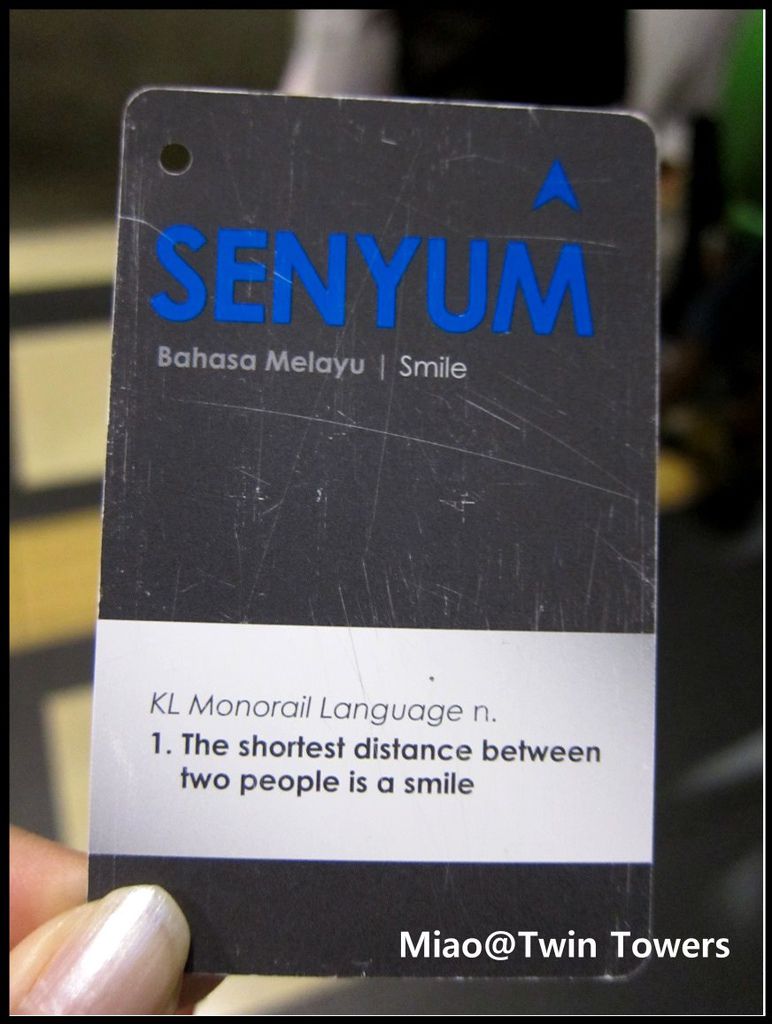 SENYUM
Bahasa Melayu | Smile
KL Monorail Language n.
1. The shortest distance between
two people is a smile
Miao@Twin Towers